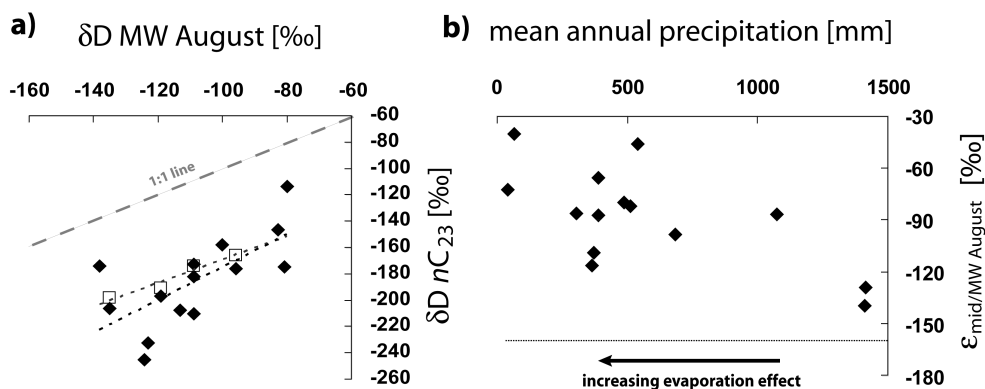 a)
δD MW August [‰]
-160 -140 -120 -100 -80 -60
-60
-80
-100
-120
-140
-160
-180
-200
-220
-240
-260
δD nC23 [‰]
1:1 line
b)
mean annual precipitation [mm]
0 500 1000 1500
-30
-60
-90
-120
-150
-180
εmid/MW August [‰]
increasing evaporation effect